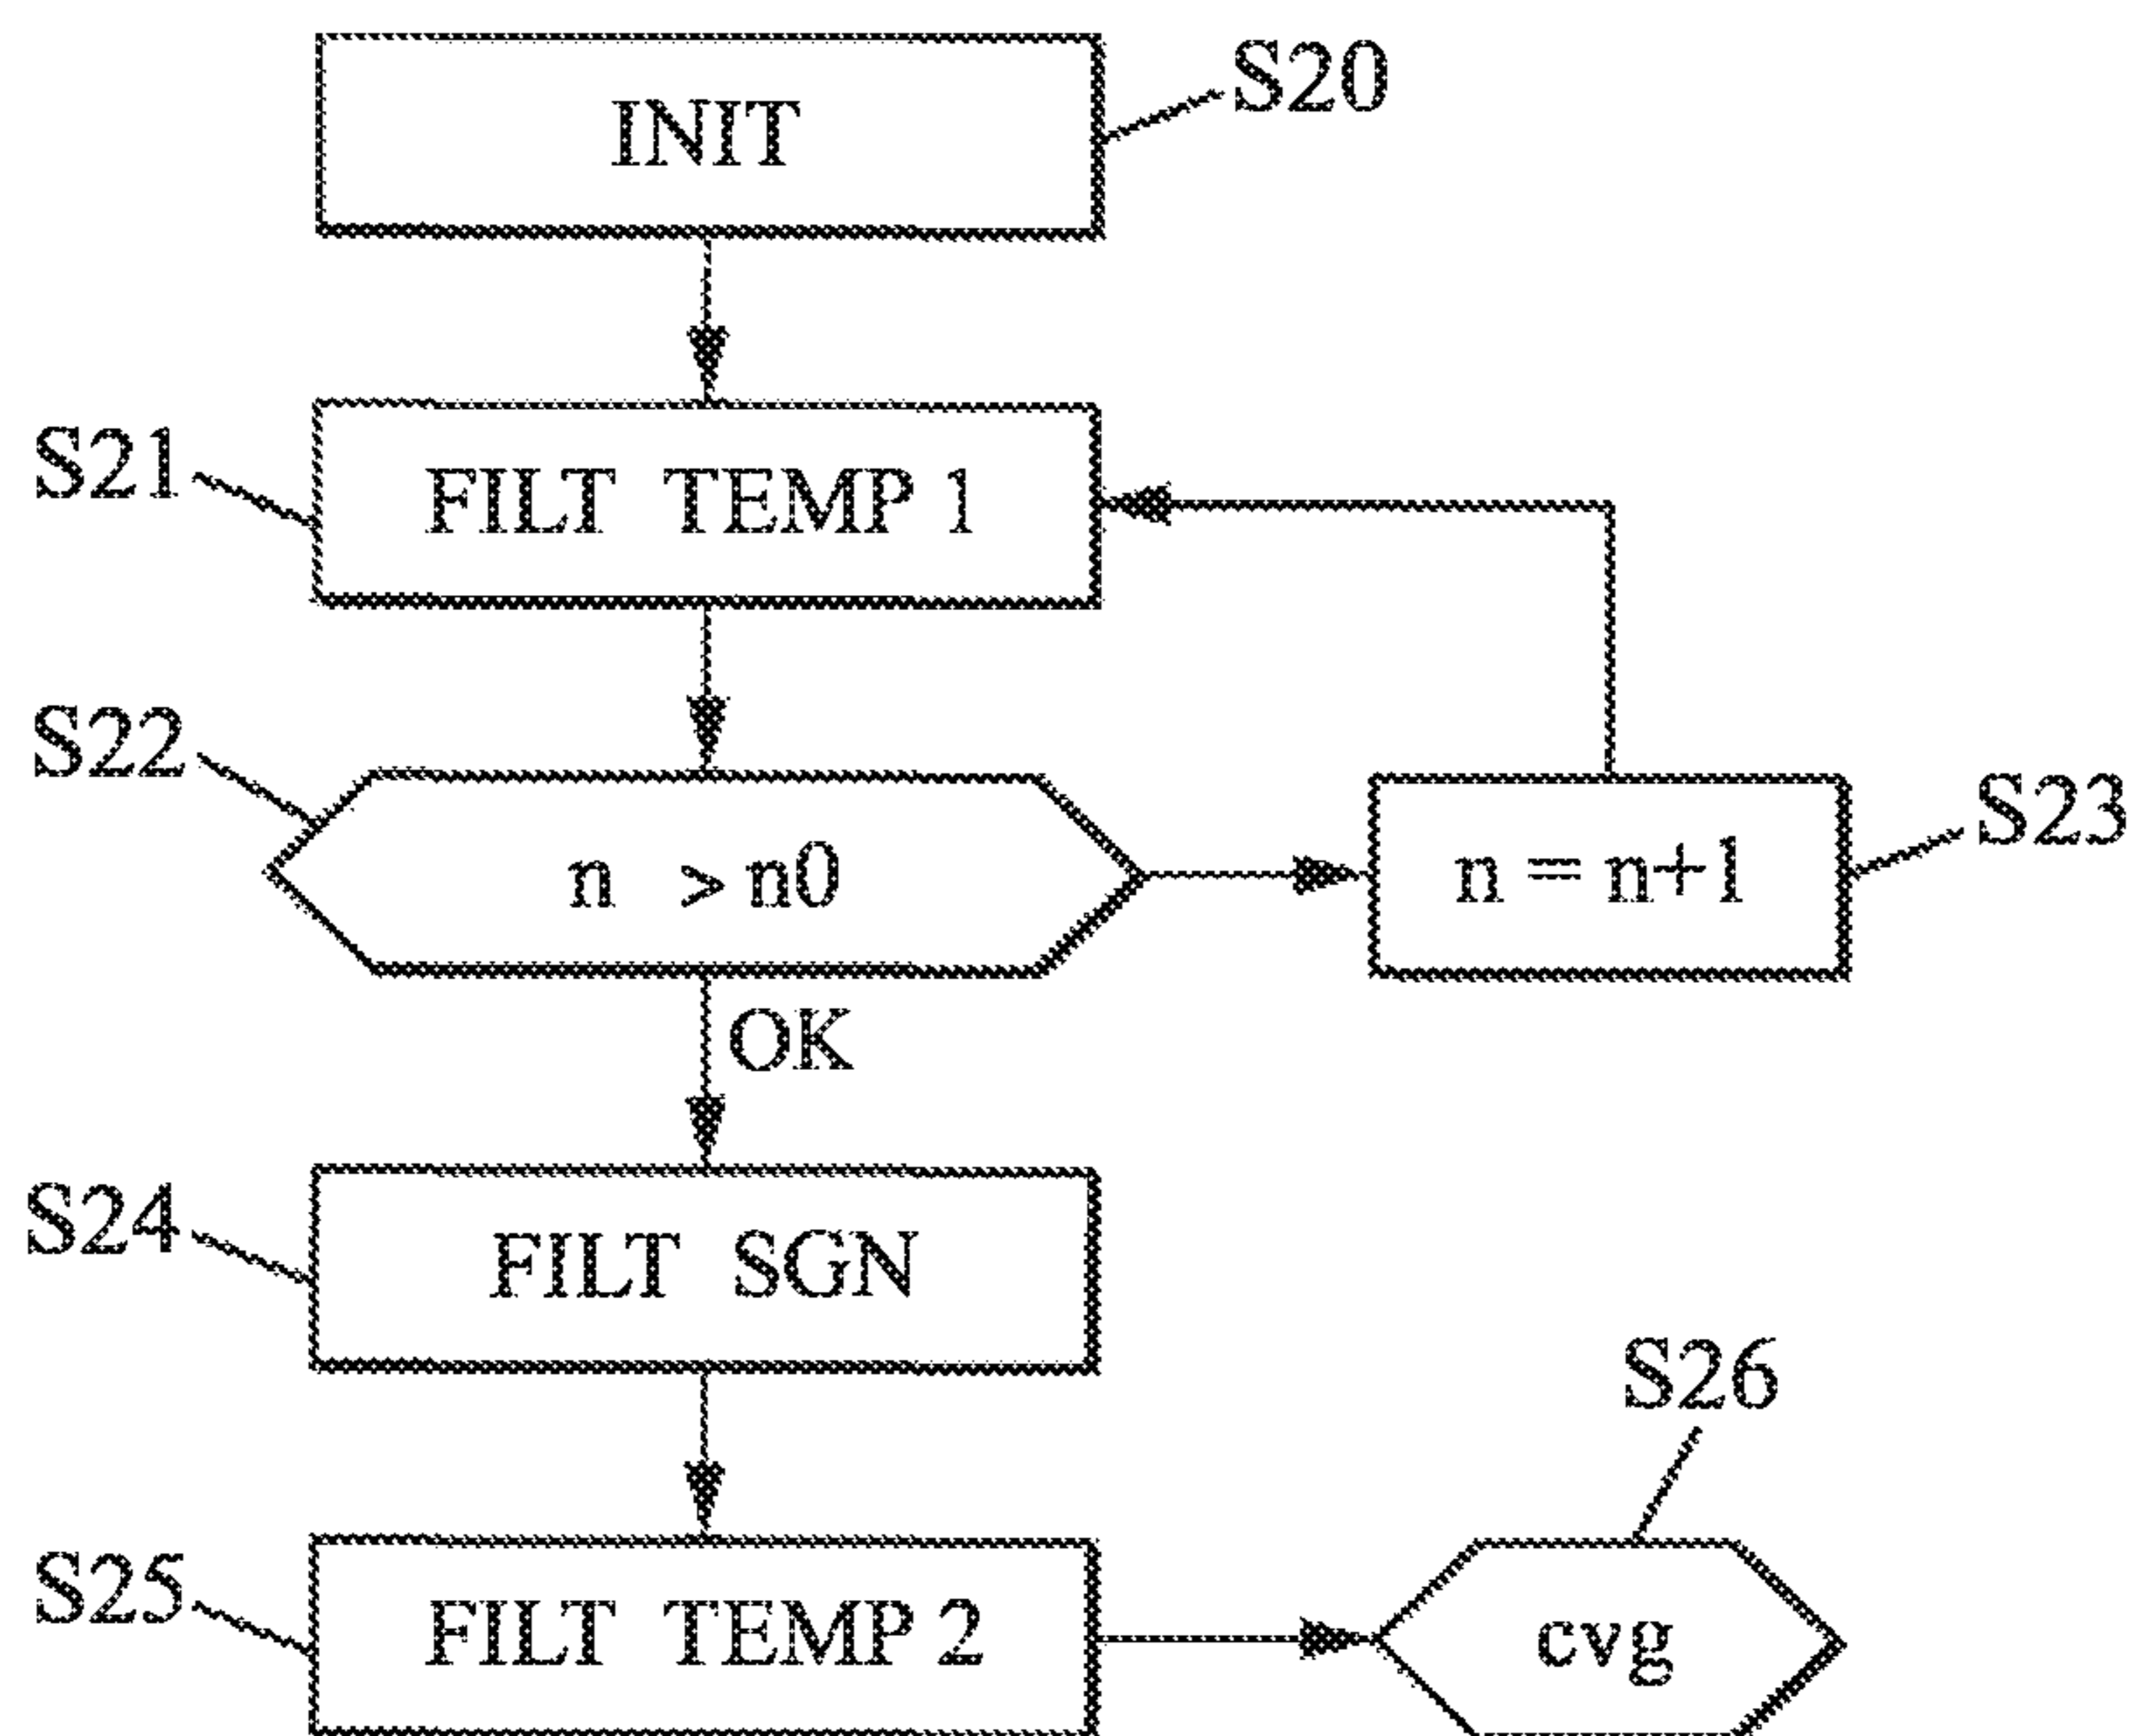 INIT
S20
S21
FILT TEMP 1
S22
n > n0
n = n+1
S23
OK
S24
FILT SGN
S25
FILT TEMP 2
S26
cvg